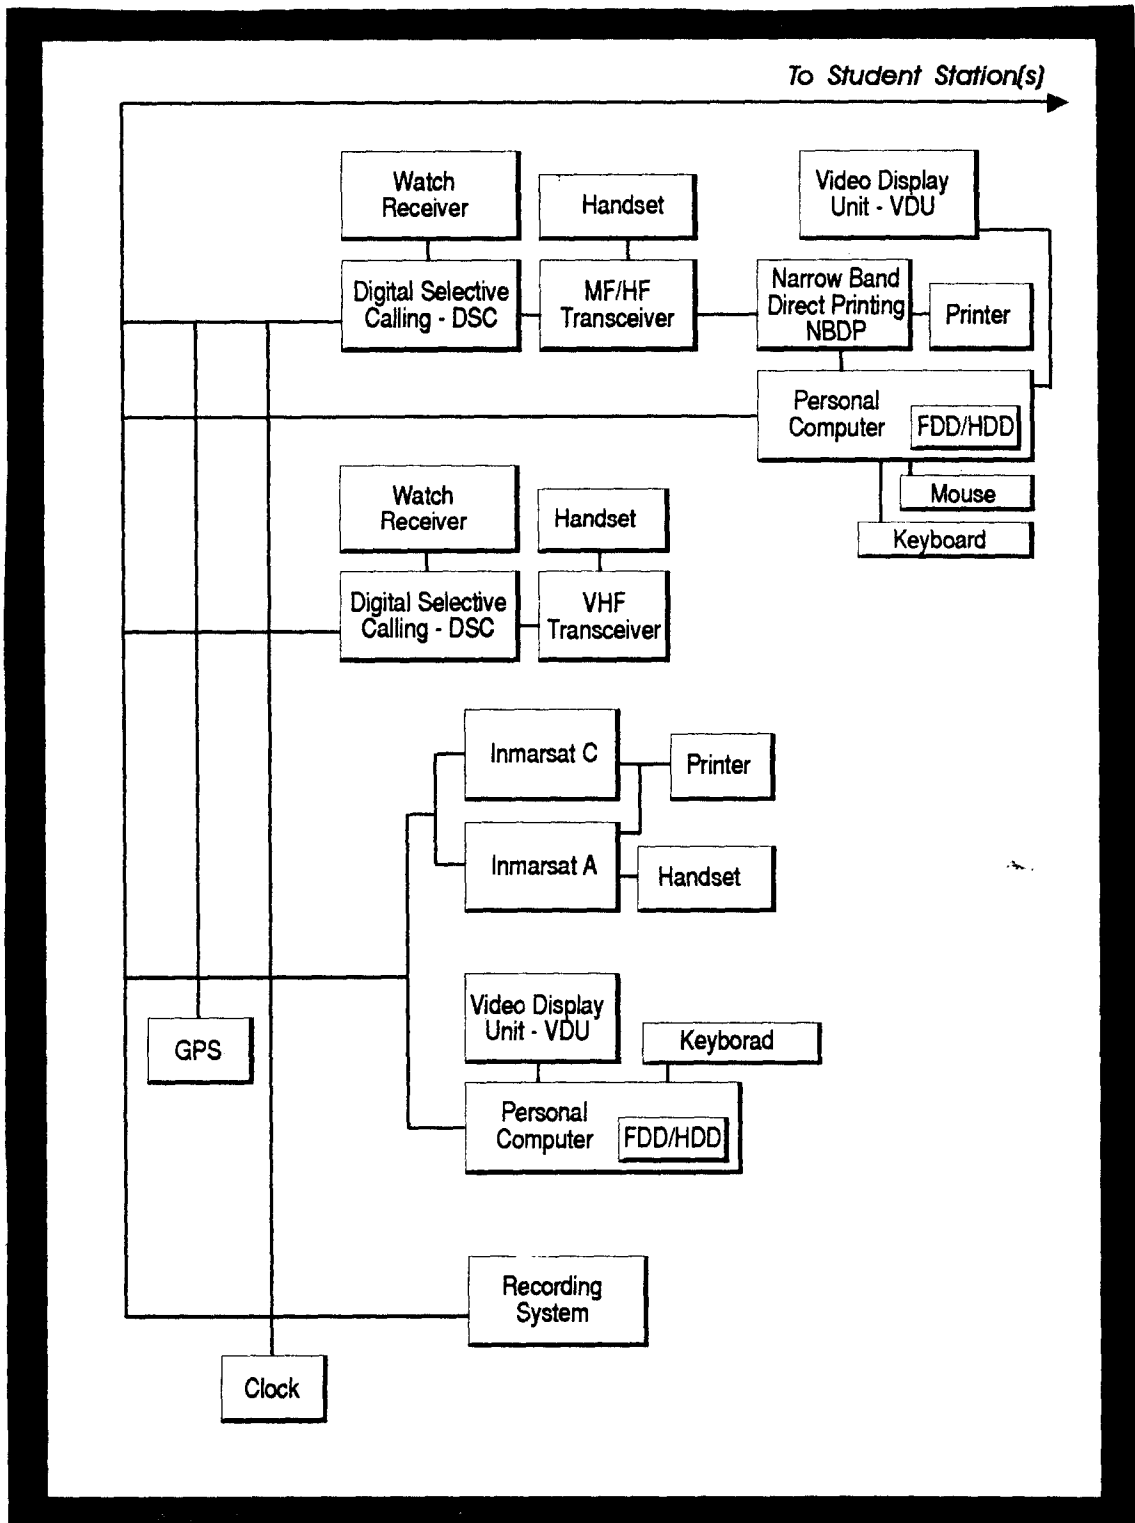 To Student Station(s)
Watch
Receiver
Handset
Video Display
Unit - VDU
Digital Selective
Calling - DSC
MF/HF
Transceiver
Narrow Band
Direct Printing
NBDP
Printer
Personal
Computer
FDD/HDD
Mouse
Keyboard
Watch
Receiver
Handset
Digital Selective
Calling - DSC
VHF
Transceiver
Inmarsat C
Printer
Inmarsat A
Handset
Video Display
Unit - VDU
Keyborad
GPS
Personal
Computer
FDD/HDD
Recording
System
Clock